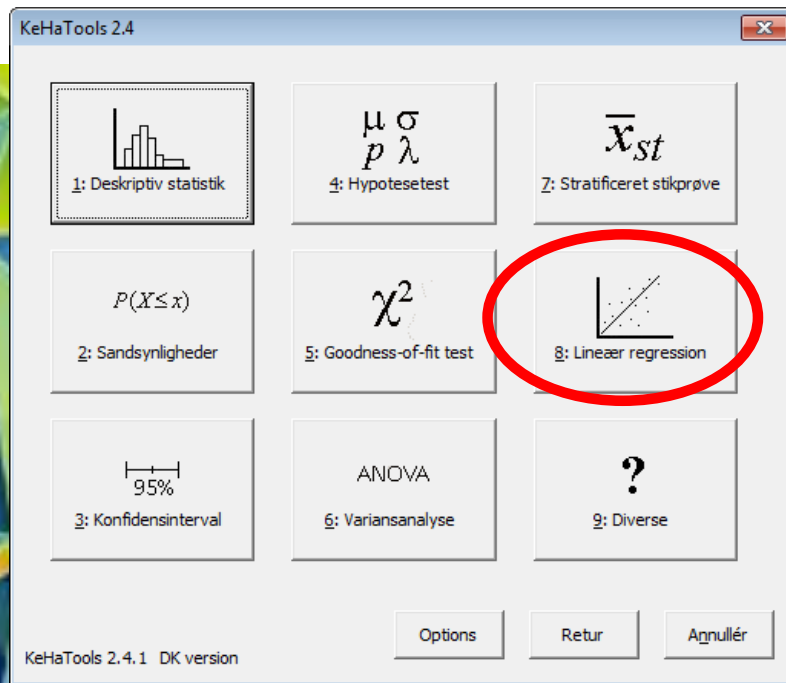 KeHaTools 2.4
1: Deskriptiv statistik
μ σ
p λ
4: Hypotesetest
x̅st
7: Stratificeret stikprøve
P(X≤x)
2: Sandsynligheder
χ²
5: Goodness-of-fit test
8: Lineær regression
95%
3: Konfidensinterval
ANOVA
6: Variansanalyse
?
9: Diverse
Options
Retur
Annullér
KeHaTools 2.4.1 DK version